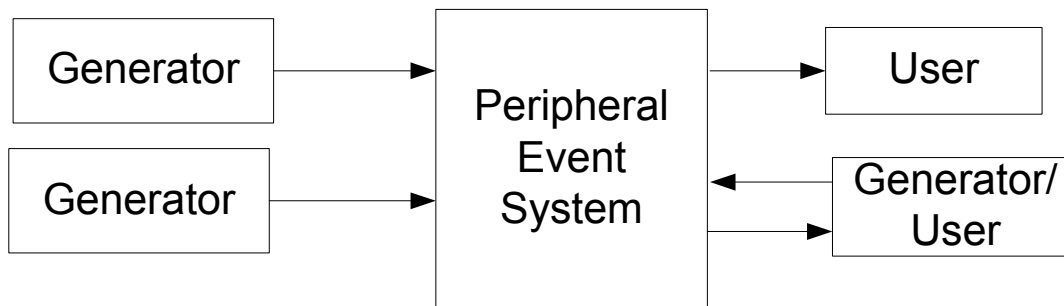 Generator
Generator
Peripheral
Event
System
User
Generator/
User